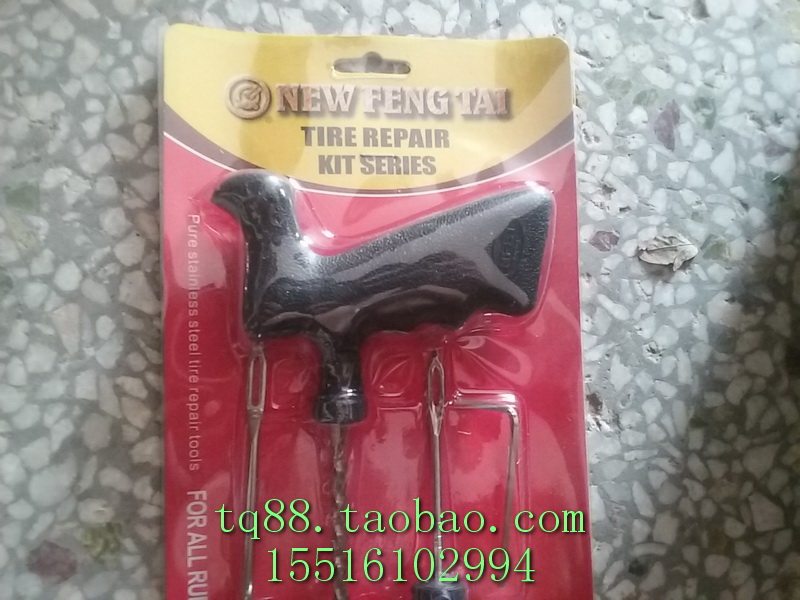 NEW FENG TAI
TIRE REPAIR
KIT SERIES
Pure stainless steel tire repair tools
FOR ALL
tq88.taobao.com
15516102994